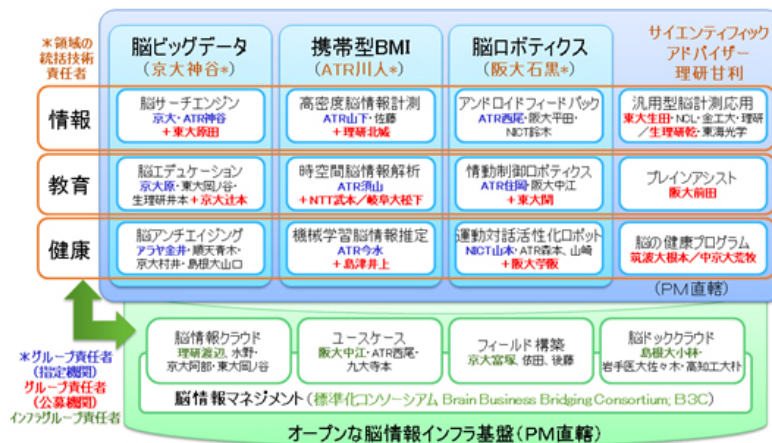 *領域の
統括技術
責任者
脳ビッグデータ
(京大神谷*)
携帯型BMI
(ATR川人*)
脳ロボティクス
(阪大石黒*)
サイエンティフィック
アドバイザー
理研甘利
情報
脳サーチエンジン
京大・ATR神谷
+東大原田
高密度脳情報計測
ATR山下・佐藤
+理研北城
アンドロイドフィードバック
ATR西尾・阪大平田・
NICT鈴木
汎用型脳計測応用
東大生田・NCL・金工大・理研
/生理研乾・東海光学
教育
脳エデュケーション
京大原・東大岡ノ谷・
生理研井本+京大辻本
時空間脳情報解析
ATR須山
+NTT武本/岐阜大松下
情動制御ロボティクス
ATR住岡・阪大中江
+東大開
ブレインアシスト
阪大前田
健康
脳アンチエイジング
アラヤ金井・順天青木・
京大村井・島根大山口
機械学習脳情報推定
ATR今水
+島津井上
運動対話活性化ロボット
NICT山本・ATR森本、山崎
+阪大学阪
脳の健康プログラム
筑波大根本/中京大荒牧
(PM直轄)
脳情報クラウド
理研渡辺、水野・
京大阿部・東大岡ノ谷
ユースケース
阪大中江・ATR西尾・
九大寺本
フィールド構築
京大富塚、依田、後藤
脳ドッククラウド
島根大小林・
岩手医大佐々木・高知工大朴
脳情報マネジメント(標準化コンソーシアム Brain Business Bridging Consortium; B3C)
オープンな脳情報インフラ基盤(PM直轄)
*グループ責任者
(指定機関)
グループ責任者
(公募機関)
インフラグループ責任者